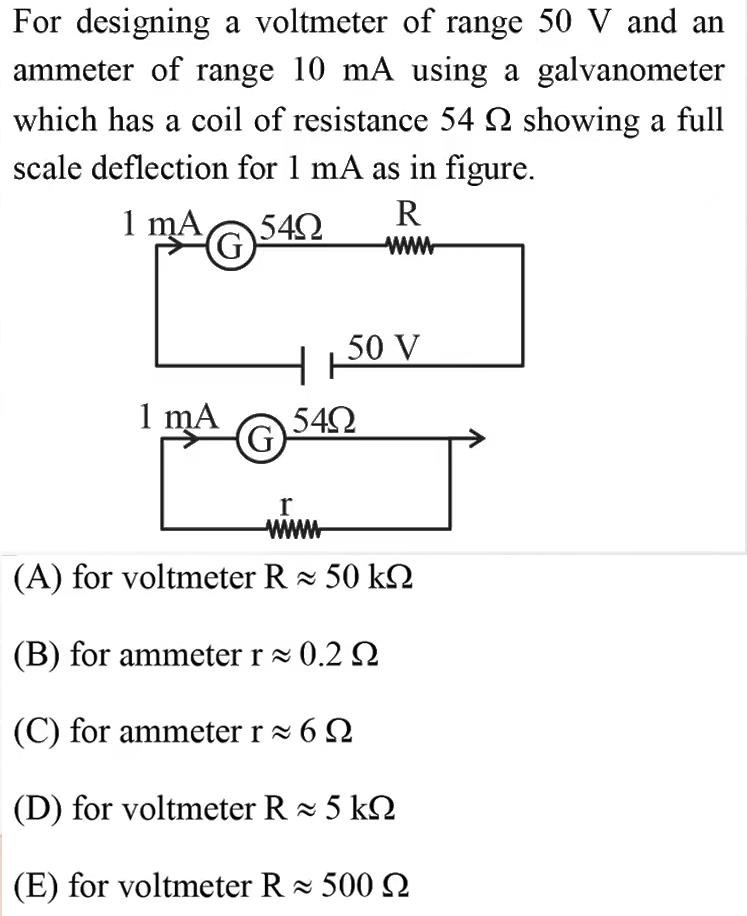 For designing a voltmeter of range 50 V and an
ammeter of range 10 mA using a galvanometer
which has a coil of resistance 54 Ω showing a full
scale deflection for 1 mA as in figure.
1 mA G 54Ω R
50 V
1 mA G 54Ω
r
(A) for voltmeter R ≈ 50 kΩ
(B) for ammeter r ≈ 0.2 Ω
(C) for ammeter r ≈ 6 Ω
(D) for voltmeter R ≈ 5 kΩ
(E) for voltmeter R ≈ 500 Ω